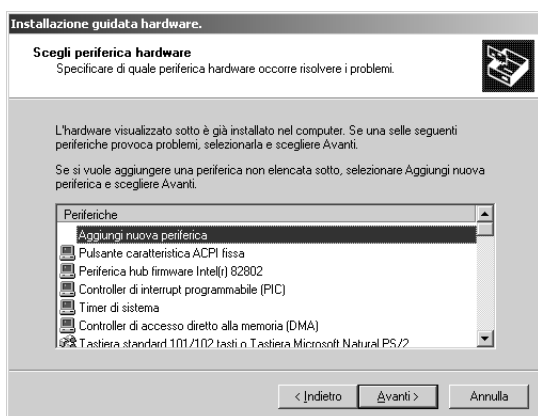 Installazione guidata hardware.
Scegli periferica hardware
Specificare di quale periferica hardware occorre risolvere i problemi.
L'hardware visualizzato sotto è già installato nel computer. Se una selle seguenti
periferiche provoca problemi, selezionarla e scegliere Avanti.
Se si vuole aggiungere una periferica non elencata sotto, selezionare Aggiungi nuova
periferica e scegliere Avanti.
Periferiche
Aggiungi nuova periferica
Pulsante caratteristica ACPI fissa
Periferica hub firmware Intel(r) 82802
Controller di interrupt programmabile (PIC)
Timer di sistema
Controller di accesso diretto alla memoria (DMA)
Tastiera standard 101/102 tasti o Tastiera Microsoft Natural PS/2
< Indietro Avanti > Annulla